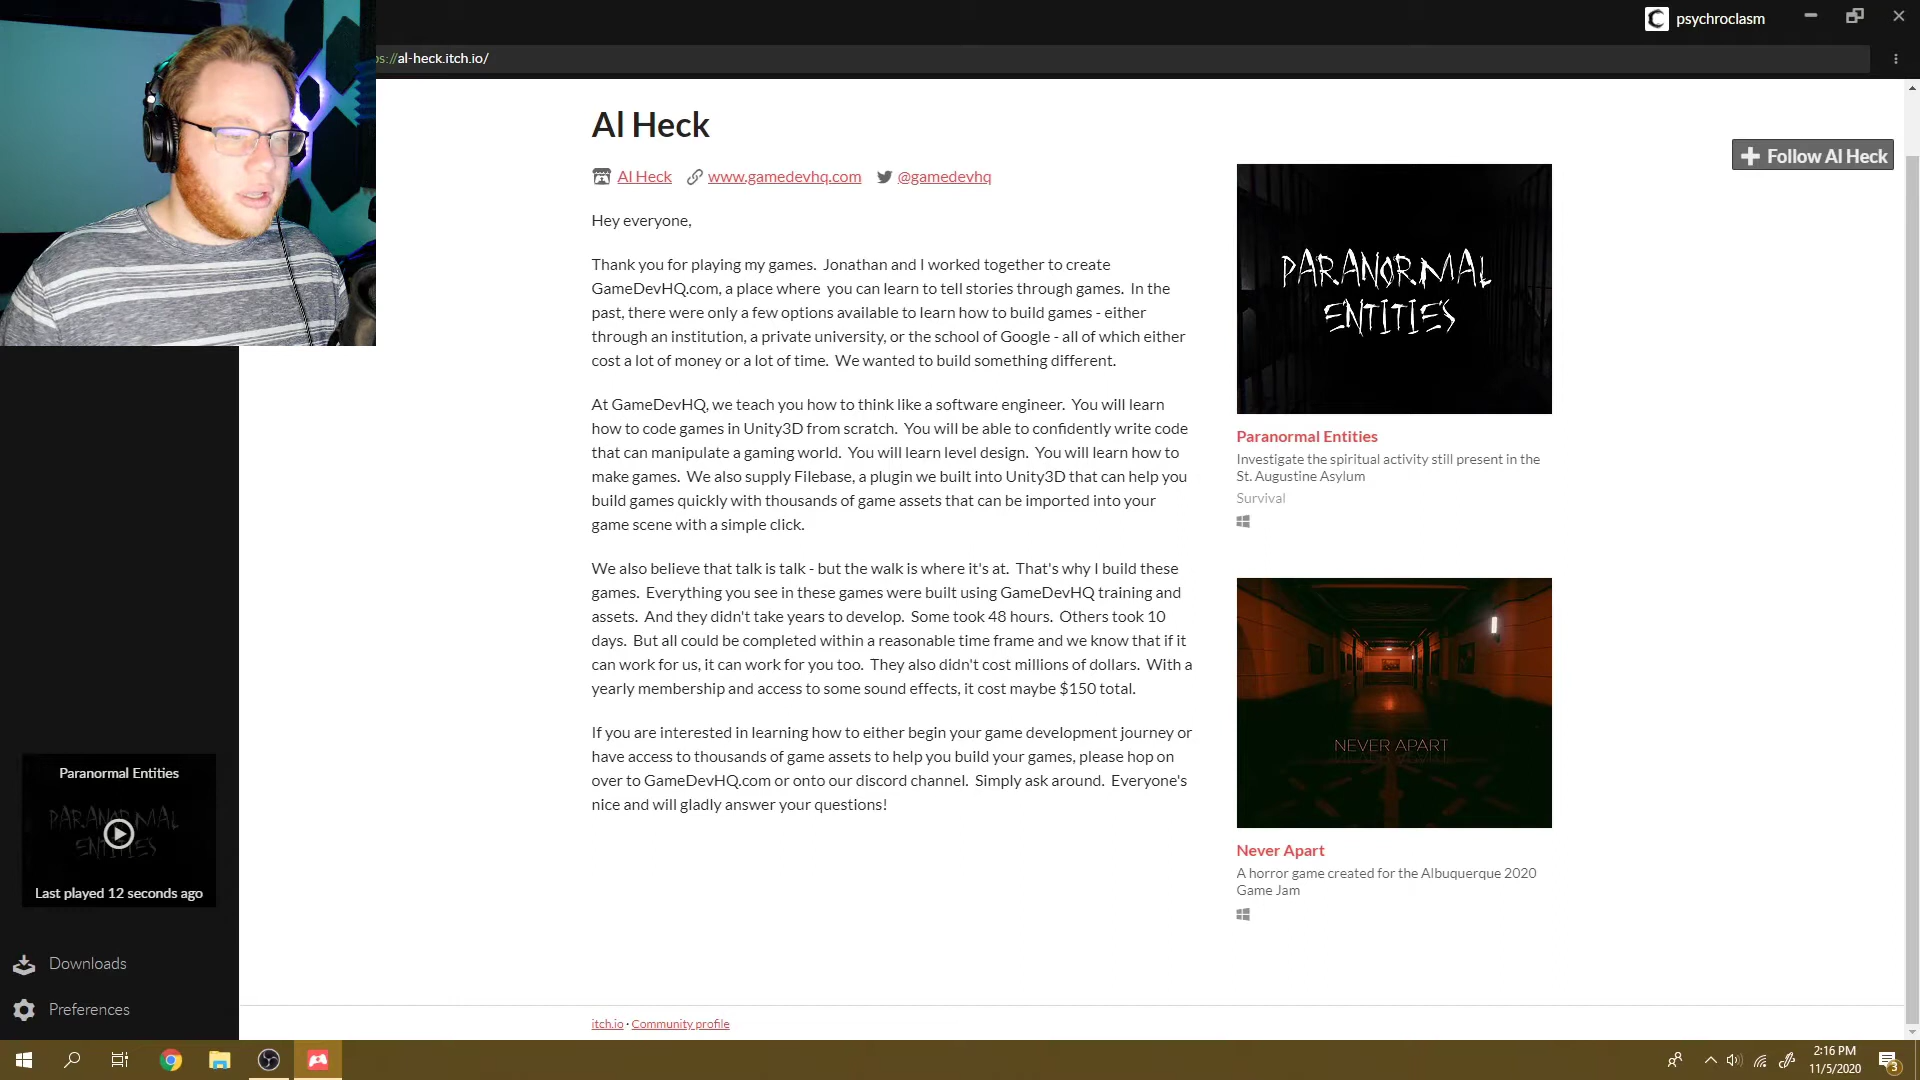 psychroclasm
ps://al-heck.itch.io/
Al Heck
Follow Al Heck
Al Heck www.gamedevhq.com @gamedevhq
Hey everyone,
Thank you for playing my games. Jonathan and I worked together to create
GameDevHQ.com, a place where you can learn to tell stories through games. In the
past, there were only a few options available to learn how to build games - either
through an institution, a private university, or the school of Google - all of which either
cost a lot of money or a lot of time. We wanted to build something different.
At GameDevHQ, we teach you how to think like a software engineer. You will learn
how to code games in Unity3D from scratch. You will be able to confidently write code
that can manipulate a gaming world. You will learn level design. You will learn how to
make games. We also supply Filebase, a plugin we built into Unity3D that can help you
build games quickly with thousands of game assets that can be imported into your
game scene with a simple click.
We also believe that talk is talk - but the walk is where it's at. That's why I build these
games. Everything you see in these games were built using GameDevHQ training and
assets. And they didn't take years to develop. Some took 48 hours. Others took 10
days. But all could be completed within a reasonable time frame and we know that if it
can work for us, it can work for you too. They also didn't cost millions of dollars. With a
yearly membership and access to some sound effects, it cost maybe $150 total.
If you are interested in learning how to either begin your game development journey or
have access to thousands of game assets to help you build your games, please hop on
over to GameDevHQ.com or onto our discord channel. Simply ask around. Everyone's
nice and will gladly answer your questions!
PARANORMAL
ENTITIES
Paranormal Entities
Investigate the spiritual activity still present in the
St. Augustine Asylum
Survival
NEVER APART
Never Apart
A horror game created for the Albuquerque 2020
Game Jam
Paranormal Entities
PARANORMAL
ENTITIES
Last played 12 seconds ago
Downloads
Preferences
itch.io · Community profile
2:16 PM
11/5/2020
3